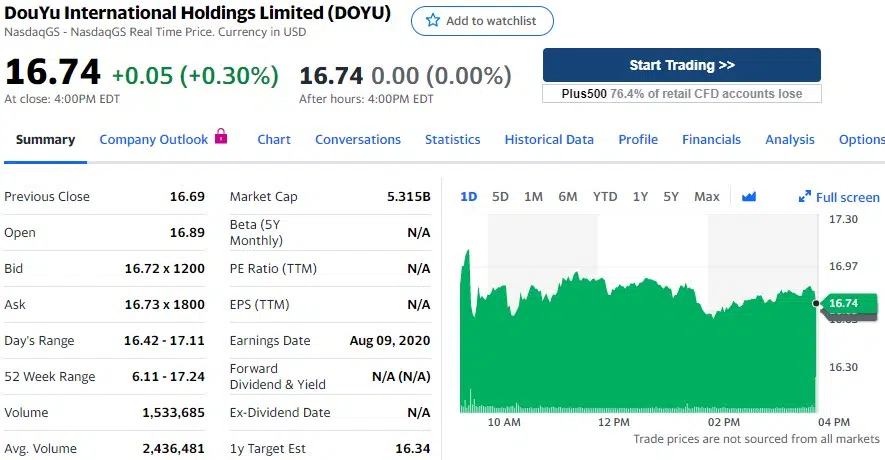 DouYu International Holdings Limited (DOYU)
Add to watchlist
NasdaqGS - NasdaqGS Real Time Price. Currency in USD
16.74 +0.05 (+0.30%)
At close: 4:00PM EDT
16.74 0.00 (0.00%)
After hours: 4:00PM EDT
Start Trading >>
Plus500 76.4% of retail CFD accounts lose
Summary Company Outlook Chart Conversations Statistics Historical Data Profile Financials Analysis Options
Previous Close 16.69
Open 16.89
Bid 16.72 x 1200
Ask 16.73 x 1800
Day's Range 16.42 - 17.11
52 Week Range 6.11 - 17.24
Volume 1,533,685
Avg. Volume 2,436,481
Market Cap 5.315B
Beta (5Y
Monthly) N/A
PE Ratio (TTM) N/A
EPS (TTM) N/A
Earnings Date Aug 09, 2020
Forward
Dividend & Yield N/A (N/A)
Ex-Dividend Date N/A
1y Target Est 16.34
1D 5D 1M 6M YTD 1Y 5Y Max
Full screen
17.30
16.97
16.74
16.30
10 AM 12 PM 02 PM 04 PM
Trade prices are not sourced from all markets